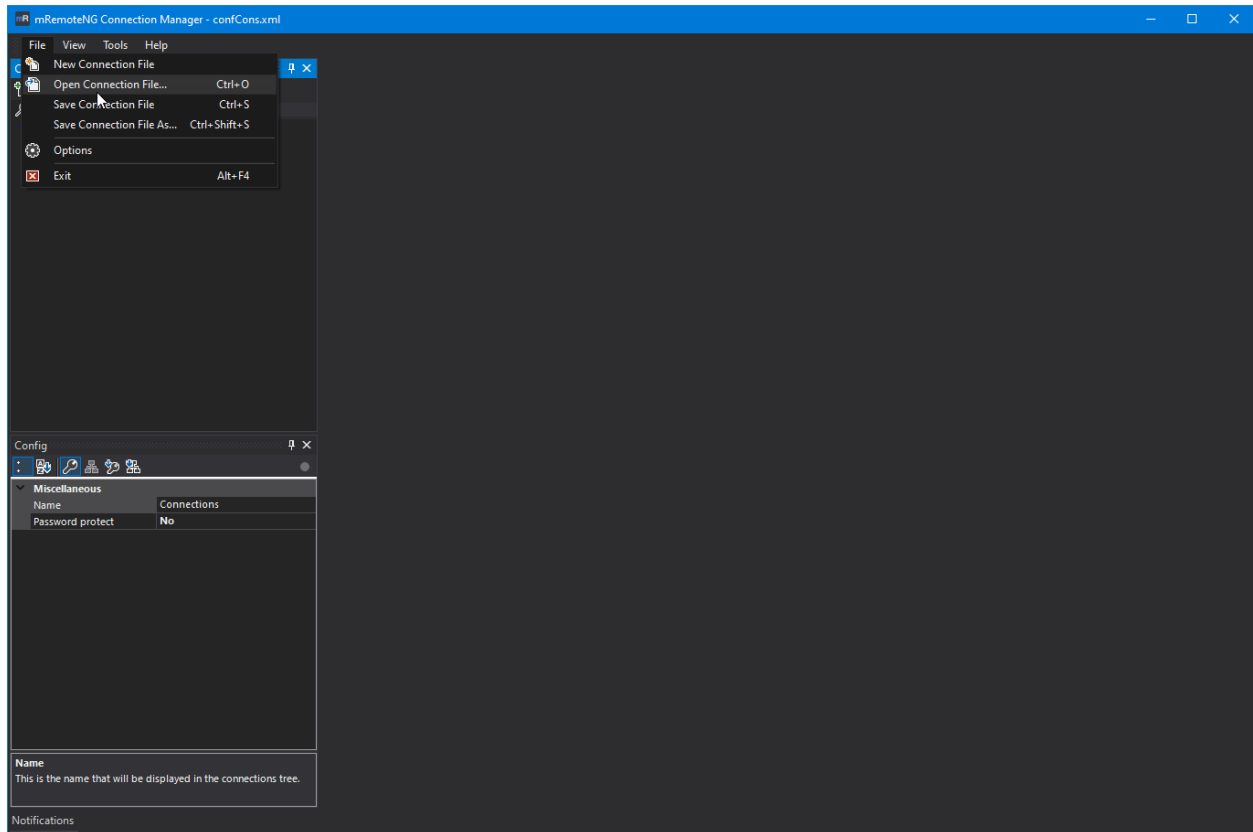 mR mRemoteNG Connection Manager - confCons.xml
File View Tools Help
New Connection File
Open Connection File... Ctrl+O
Save Connection File Ctrl+S
Save Connection File As... Ctrl+Shift+S
Options
Exit Alt+F4
Config
Miscellaneous
Name Connections
Password protect No
Name
This is the name that will be displayed in the connections tree.
Notifications